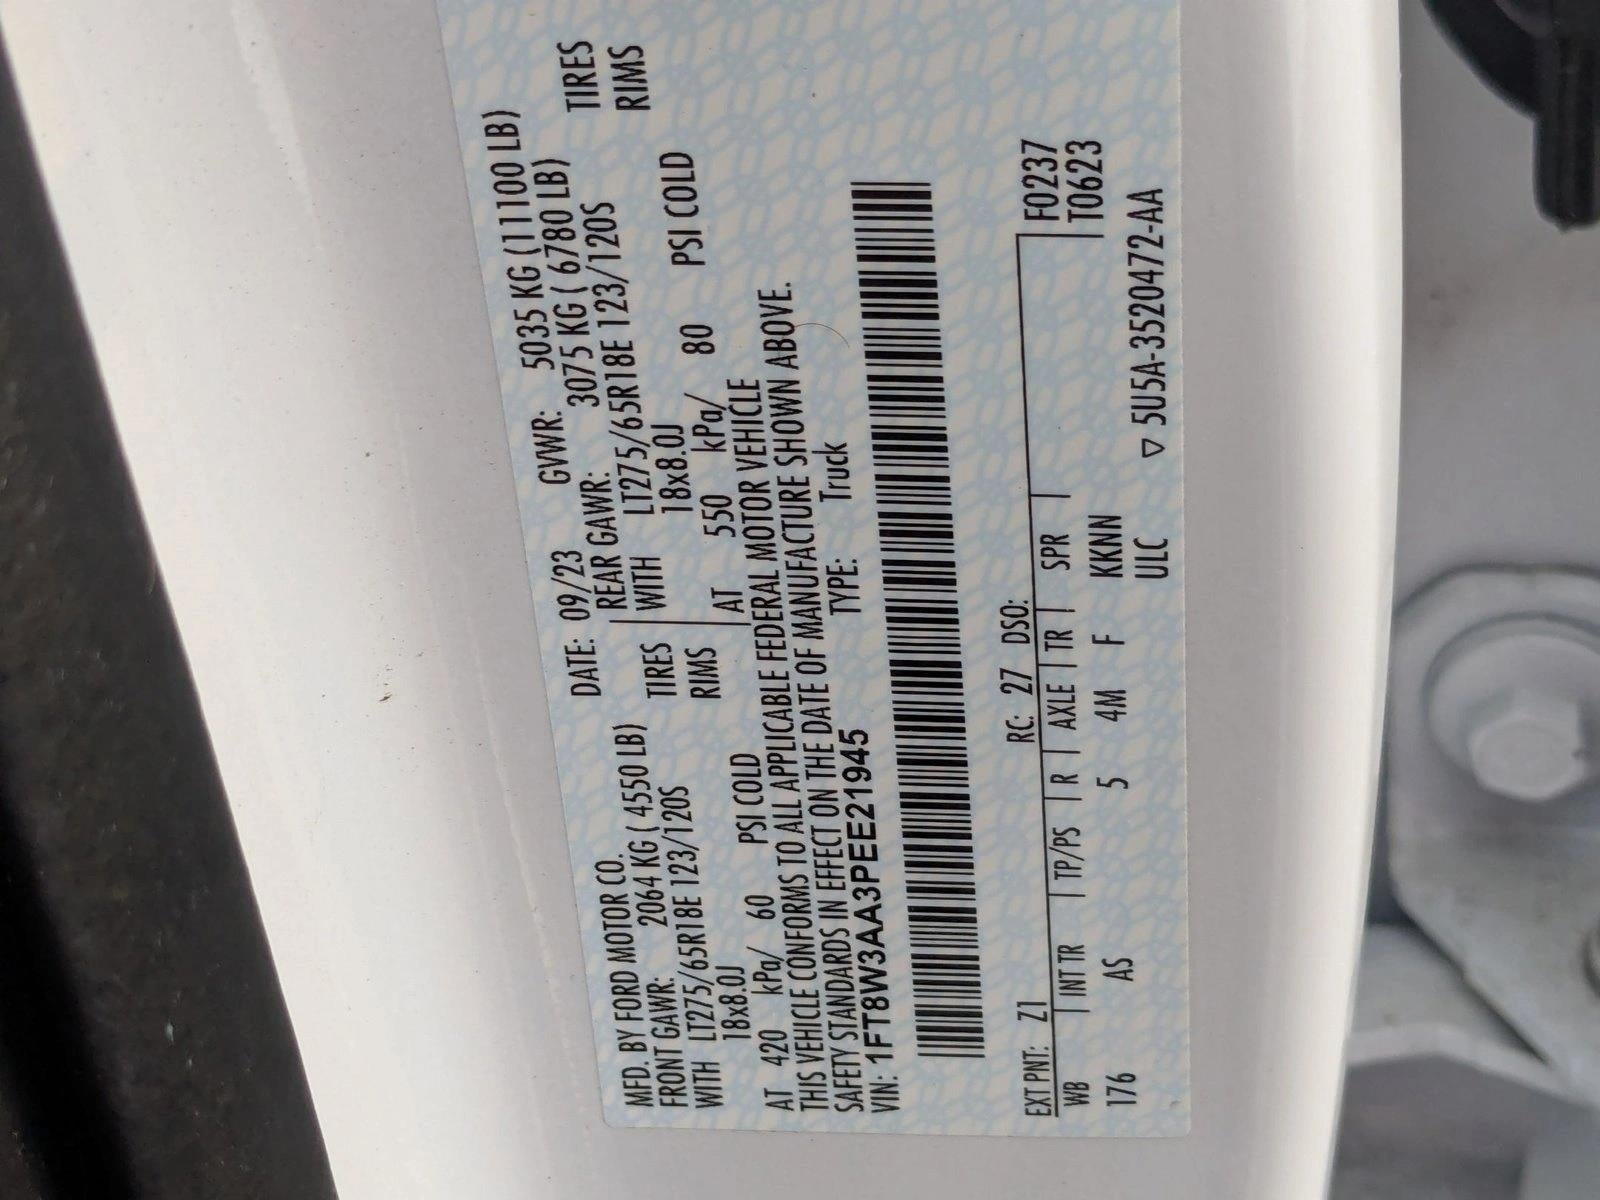 MFD. BY FORD MOTOR CO.
DATE: 09/23 GVWR: 5035 KG (11100 LB)
FRONT GAWR: 2064 KG ( 4550 LB) REAR GAWR: 3075 KG ( 6780 LB)
WITH LT275/65R18E 123/120S TIRES WITH LT275/65R18E 123/120S TIRES
18x8.0J RIMS 18x8.0J RIMS
AT 420 kPa/ 60 PSI COLD AT 550 kPa/ 80 PSI COLD
THIS VEHICLE CONFORMS TO ALL APPLICABLE FEDERAL MOTOR VEHICLE
SAFETY STANDARDS IN EFFECT ON THE DATE OF MANUFACTURE SHOWN ABOVE.
VIN: 1FT8W3AA3PEE21945 TYPE: Truck
EXT PNT: Z1 RC: 27 DSO: F0237
WB INT TR TP/PS R AXLE TR SPR T0623
176 AS 5 4M F KKNN
ULC ▽ 5U5A-3520472-AA